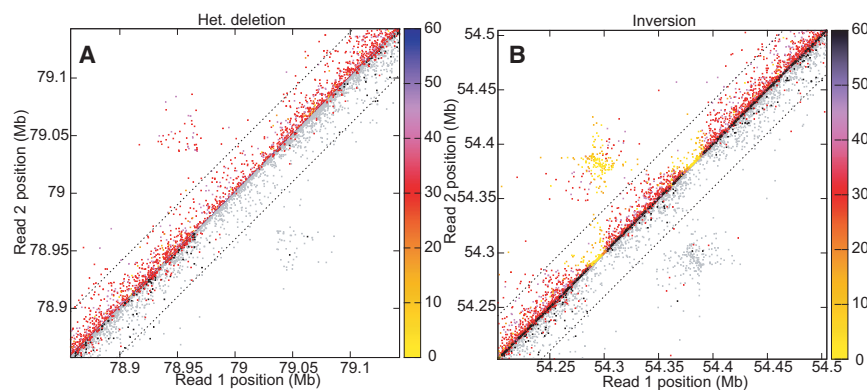 Het. deletion
A
79.1
79.05
79
78.95
78.9
Read 2 position (Mb)
78.9 78.95 79 79.05 79.1
Read 1 position (Mb)
60
50
40
30
20
10
0
Inversion
B
54.5
54.45
54.4
54.35
54.3
54.25
Read 2 position (Mb)
54.25 54.3 54.35 54.4 54.45 54.5
Read 1 position (Mb)
60
50
40
30
20
10
0